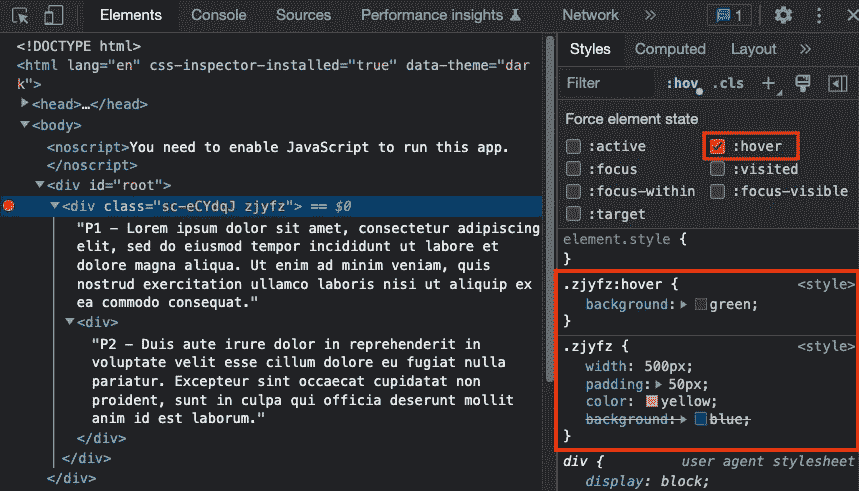 Elements Console Sources Performance insights Network » 1
<!DOCTYPE html>
<html lang="en" css-inspector-installed="true" data-theme="dar
k">
<head>…</head>
<body>
<noscript>You need to enable JavaScript to run this app.
</noscript>
<div id="root">
<div class="sc-eCYdqJ zjyfz"> == $0
"P1 – Lorem ipsum dolor sit amet, consectetur adipiscing
elit, sed do eiusmod tempor incididunt ut labore et
dolore magna aliqua. Ut enim ad minim veniam, quis
nostrud exercitation ullamco laboris nisi ut aliquip ex
ea commodo consequat."
<div>
"P2 – Duis aute irure dolor in reprehenderit in
voluptate velit esse cillum dolore eu fugiat nulla
pariatur. Excepteur sint occaecat cupidatat non
proident, sunt in culpa qui officia deserunt mollit
anim id est laborum."
</div>
</div>
</div>
Styles Computed Layout »
Filter :hov .cls +
Force element state
:active :hover
:focus :visited
:focus-within :focus-visible
:target
element.style {
}
.zjyfz:hover { <style>
background: green;
}
.zjyfz { <style>
width: 500px;
padding: 50px;
color: yellow;
background: blue;
}
div { user agent stylesheet
display: block;